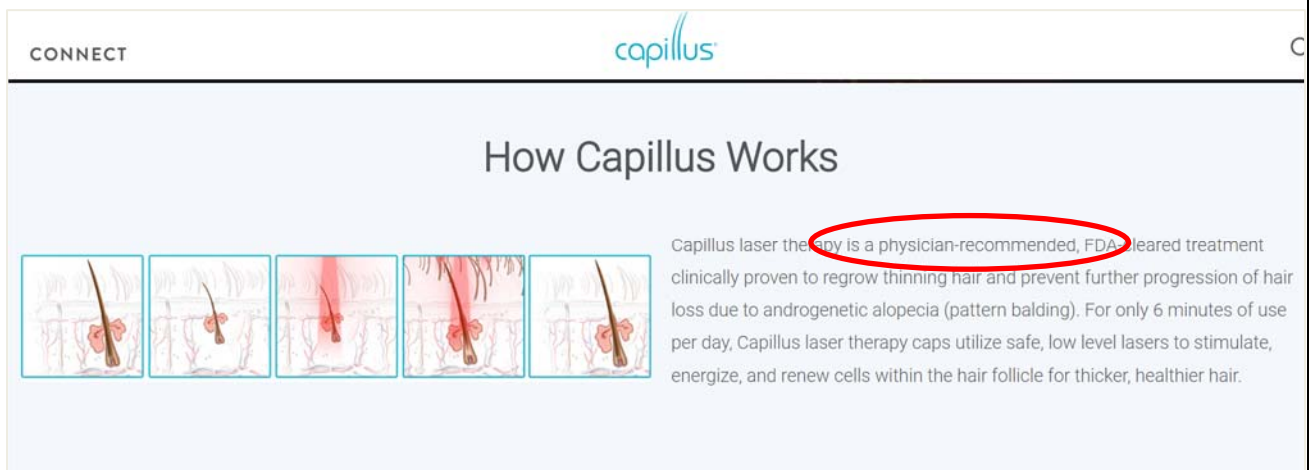 CONNECT
capillus
How Capillus Works
Capillus laser therapy is a physician-recommended, FDA-cleared treatment
clinically proven to regrow thinning hair and prevent further progression of hair
loss due to androgenetic alopecia (pattern balding). For only 6 minutes of use
per day, Capillus laser therapy caps utilize safe, low level lasers to stimulate,
energize, and renew cells within the hair follicle for thicker, healthier hair.